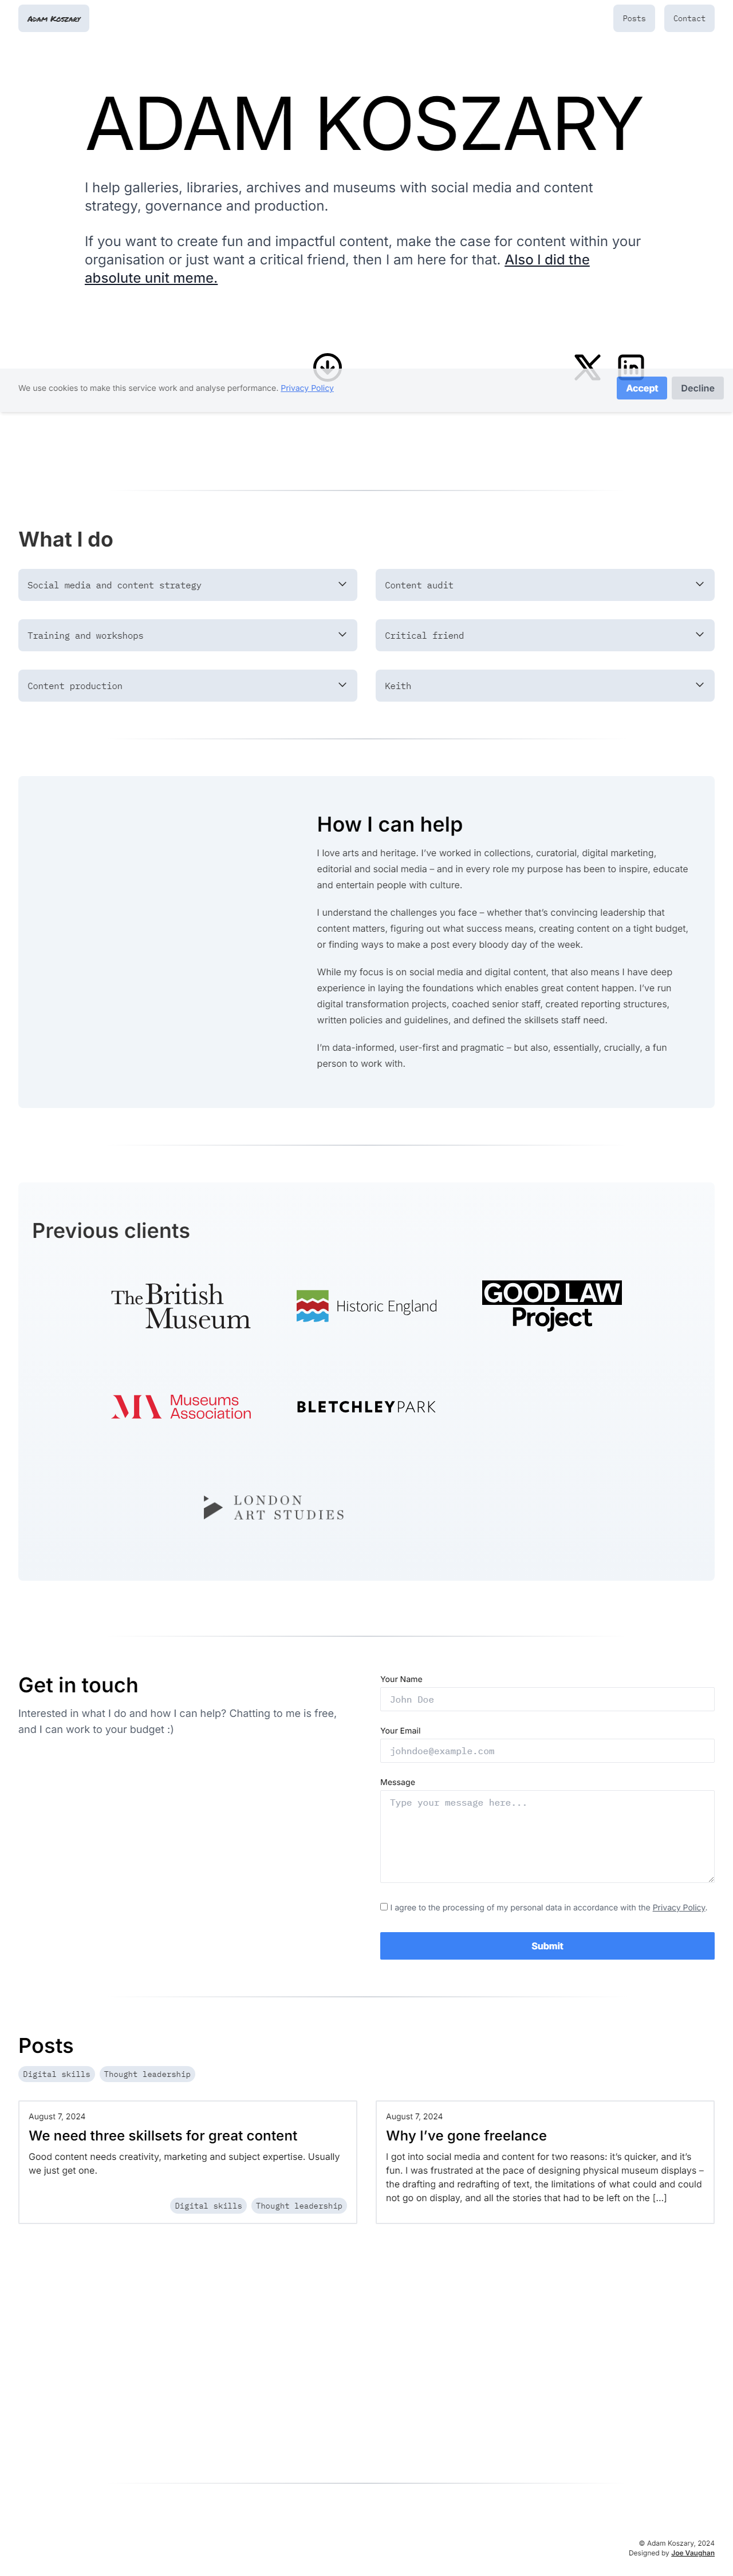 Adam Koszary
Posts
Contact
ADAM KOSZARY
I help galleries, libraries, archives and museums with social media and content
strategy, governance and production.
If you want to create fun and impactful content, make the case for content within your
organisation or just want a critical friend, then I am here for that. Also I did the
absolute unit meme.
We use cookies to make this service work and analyse performance. Privacy Policy
Accept
Decline
What I do
Social media and content strategy
Content audit
Training and workshops
Critical friend
Content production
Keith
How I can help
I love arts and heritage. I’ve worked in collections, curatorial, digital marketing,
editorial and social media – and in every role my purpose has been to inspire, educate
and entertain people with culture.
I understand the challenges you face – whether that’s convincing leadership that
content matters, figuring out what success means, creating content on a tight budget,
or finding ways to make a post every bloody day of the week.
While my focus is on social media and digital content, that also means I have deep
experience in laying the foundations which enables great content happen. I’ve run
digital transformation projects, coached senior staff, created reporting structures,
written policies and guidelines, and defined the skillsets staff need.
I’m data-informed, user-first and pragmatic – but also, essentially, crucially, a fun
person to work with.
Previous clients
The British
Museum
Historic England
GOOD LAW
Project
MA
Museums
Association
BLETCHLEYPARK
LONDON
ART STUDIES
Get in touch
Interested in what I do and how I can help? Chatting to me is free,
and I can work to your budget :)
Your Name
John Doe
Your Email
johndoe@example.com
Message
Type your message here...
I agree to the processing of my personal data in accordance with the Privacy Policy.
Submit
Posts
Digital skills
Thought leadership
August 7, 2024
We need three skillsets for great content
Good content needs creativity, marketing and subject expertise. Usually
we just get one.
Digital skills
Thought leadership
August 7, 2024
Why I’ve gone freelance
I got into social media and content for two reasons: it’s quicker, and it’s
fun. I was frustrated at the pace of designing physical museum displays –
the drafting and redrafting of text, the limitations of what could and could
not go on display, and all the stories that had to be left on the […]
© Adam Koszary, 2024
Designed by Joe Vaughan